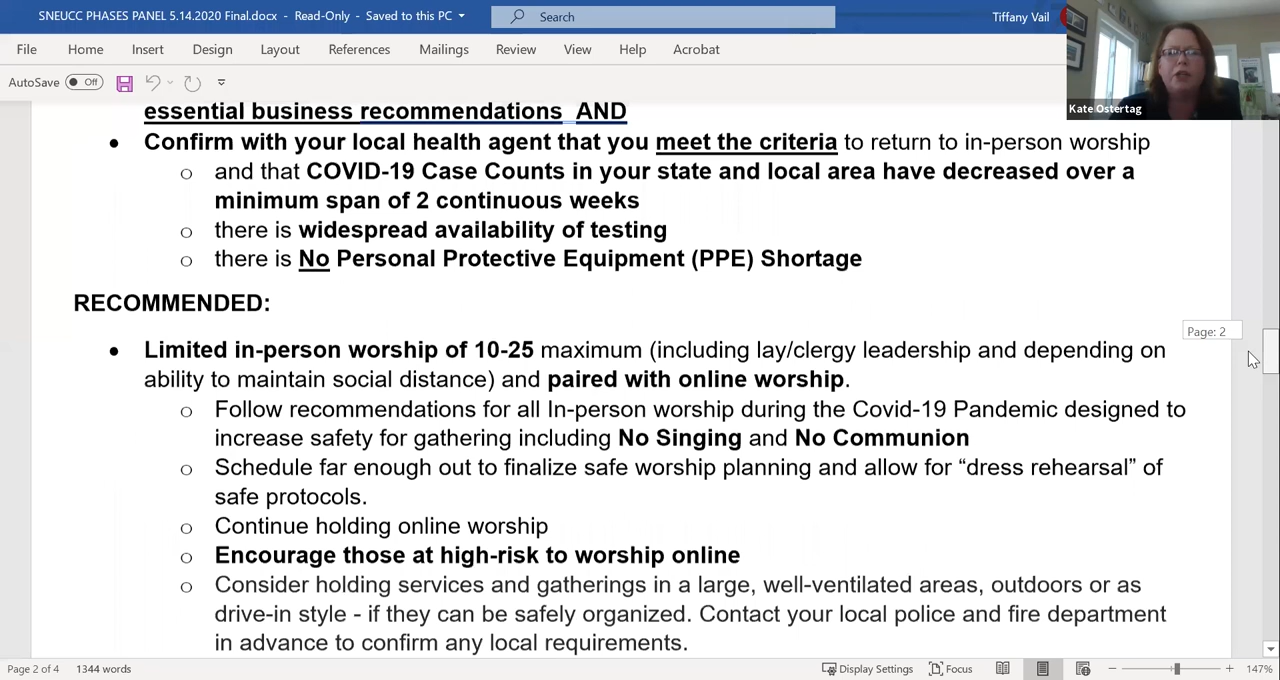 SNEUCC PHASES PANEL 5.14.2020 Final.docx - Read-Only - Saved to this PC
Search
Tiffany Vail
File Home Insert Design Layout References Mailings Review View Help Acrobat
AutoSave Off
Kate Ostertag
essential business recommendations AND
• Confirm with your local health agent that you meet the criteria to return to in-person worship
o and that COVID-19 Case Counts in your state and local area have decreased over a
minimum span of 2 continuous weeks
o there is widespread availability of testing
o there is No Personal Protective Equipment (PPE) Shortage
RECOMMENDED:
Page: 2
• Limited in-person worship of 10-25 maximum (including lay/clergy leadership and depending on
ability to maintain social distance) and paired with online worship.
o Follow recommendations for all In-person worship during the Covid-19 Pandemic designed to
increase safety for gathering including No Singing and No Communion
o Schedule far enough out to finalize safe worship planning and allow for “dress rehearsal” of
safe protocols.
o Continue holding online worship
o Encourage those at high-risk to worship online
o Consider holding services and gatherings in a large, well-ventilated areas, outdoors or as
drive-in style - if they can be safely organized. Contact your local police and fire department
in advance to confirm any local requirements.
Page 2 of 4 1344 words Display Settings Focus 147%